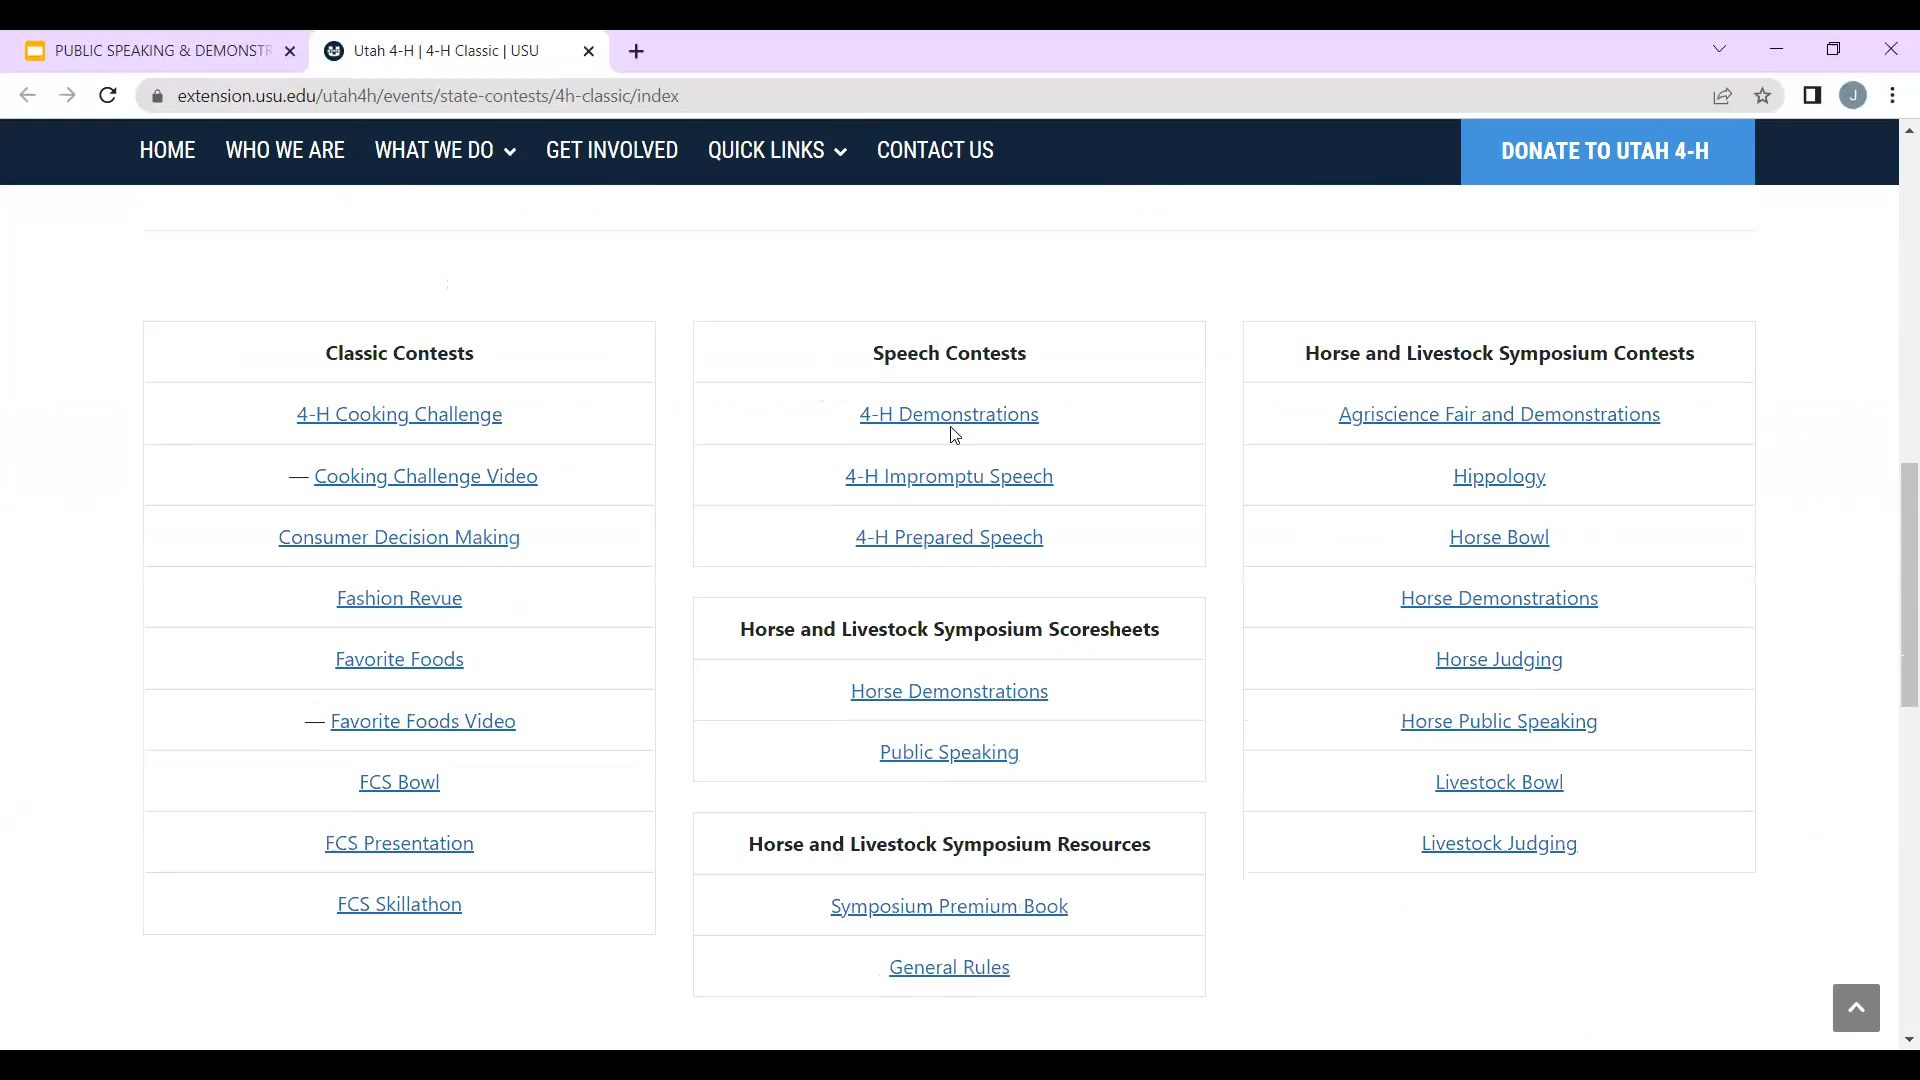 PUBLIC SPEAKING & DEMONSTR
Utah 4-H | 4-H Classic | USU
extension.usu.edu/utah4h/events/state-contests/4h-classic/index
J
HOME WHO WE ARE WHAT WE DO GET INVOLVED QUICK LINKS CONTACT US DONATE TO UTAH 4-H
Classic Contests
4-H Cooking Challenge
— Cooking Challenge Video
Consumer Decision Making
Fashion Revue
Favorite Foods
— Favorite Foods Video
FCS Bowl
FCS Presentation
FCS Skillathon
Speech Contests
4-H Demonstrations
4-H Impromptu Speech
4-H Prepared Speech
Horse and Livestock Symposium Scoresheets
Horse Demonstrations
Public Speaking
Horse and Livestock Symposium Resources
Symposium Premium Book
General Rules
Horse and Livestock Symposium Contests
Agriscience Fair and Demonstrations
Hippology
Horse Bowl
Horse Demonstrations
Horse Judging
Horse Public Speaking
Livestock Bowl
Livestock Judging